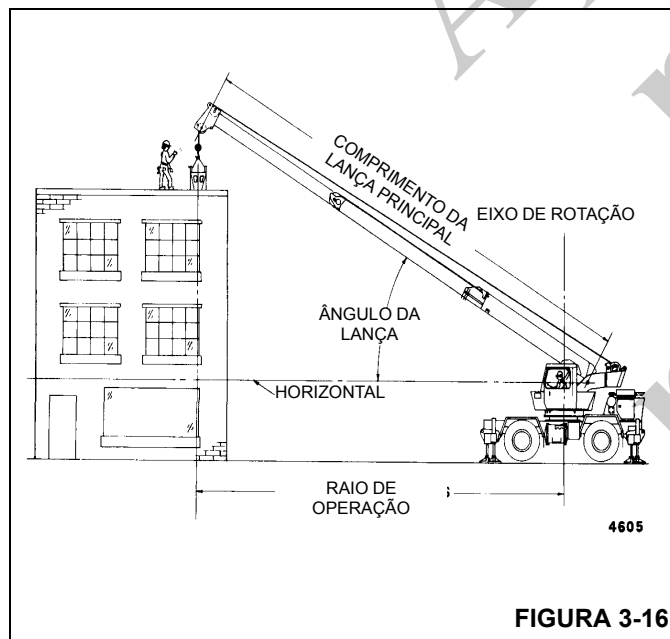 COMPRIMENTO DA
LANÇA PRINCIPAL
EIXO DE ROTAÇÃO
ÂNGULO DA
LANÇA
HORIZONTAL
RAIO DE
OPERAÇÃO
4605
FIGURA 3-16